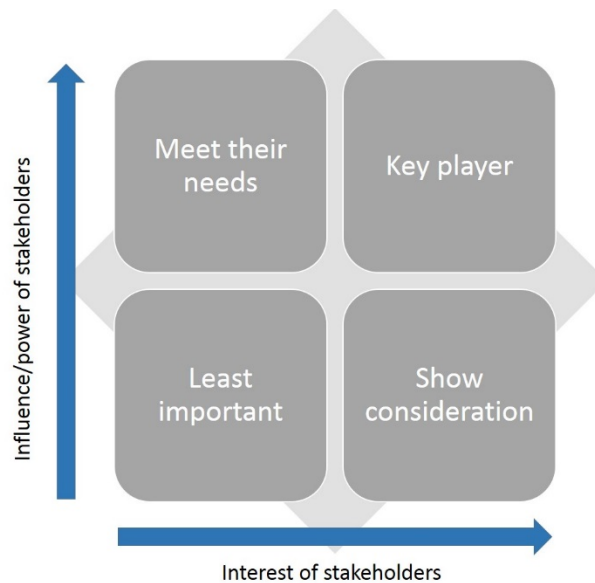 Influence/power of stakeholders
Meet their
needs
Key player
Least
important
Show
consideration
Interest of stakeholders